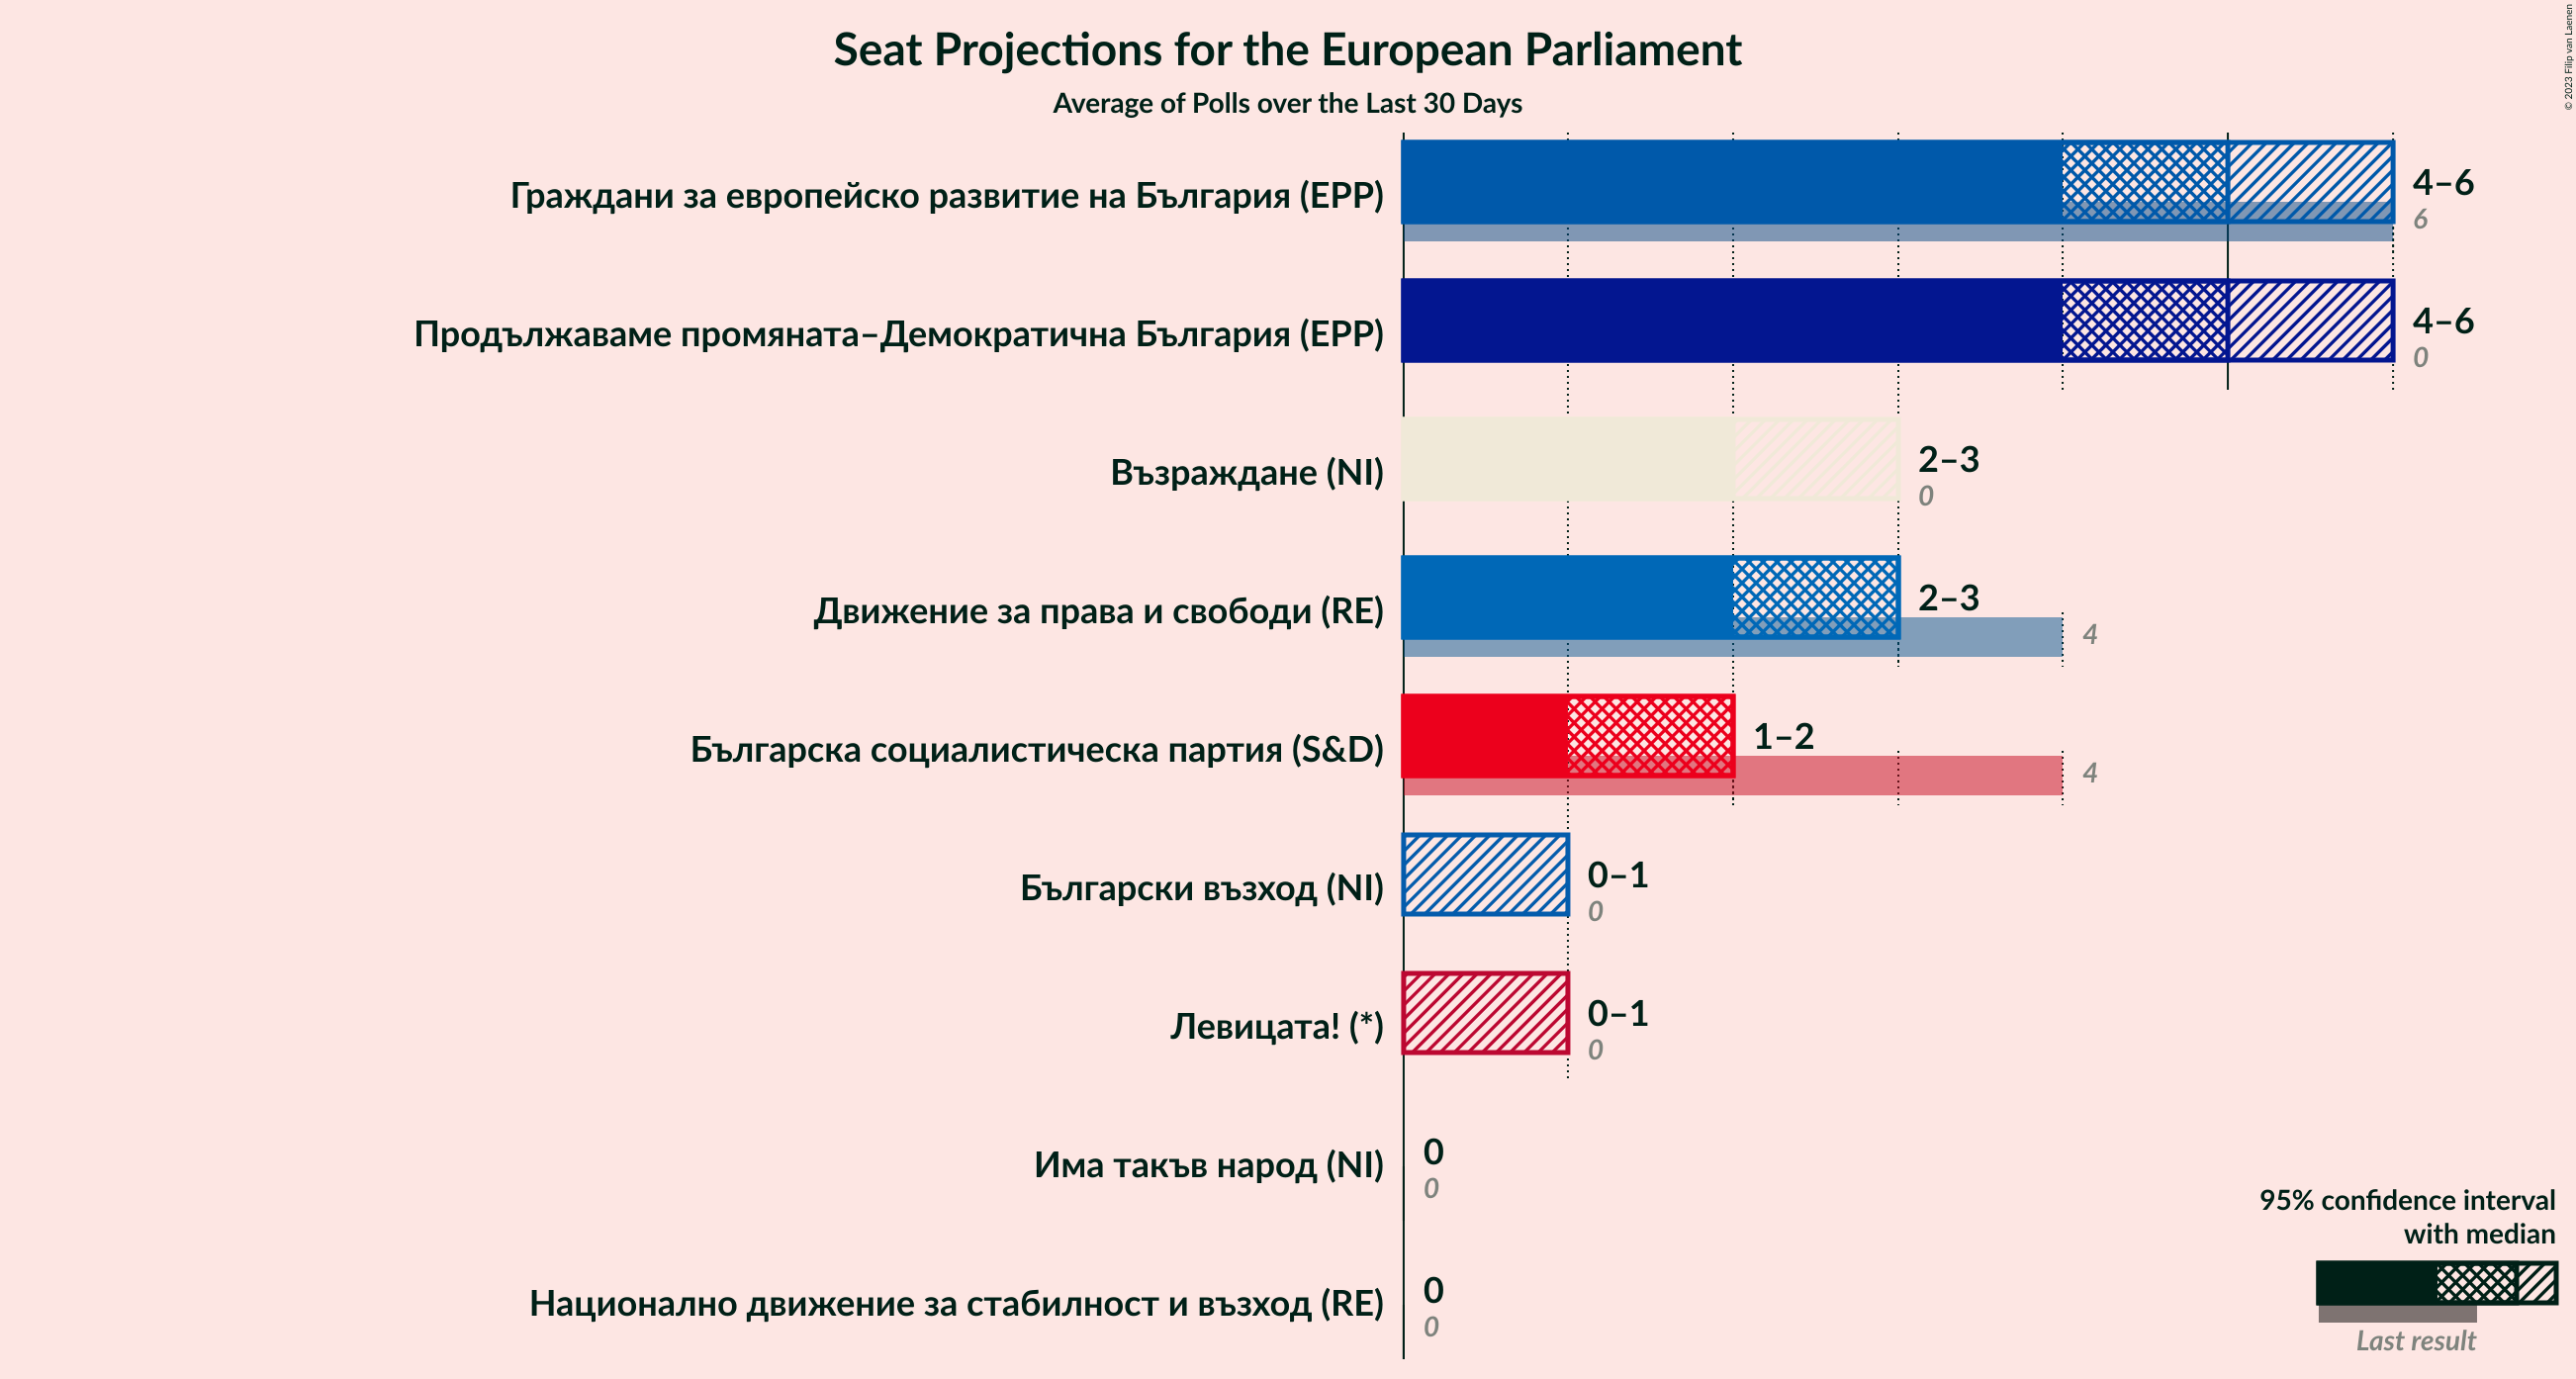 Seat Projections for the European Parliament
Average of Polls over the Last 30 Days
© 2023 Filip van Laenen
Граждани за европейско развитие на България (EPP)
4–6
6
Продължаваме промяната–Демократична България (EPP)
4–6
0
Възраждане (NI)
2–3
0
Движение за права и свободи (RE)
2–3
4
Българска социалистическа партия (S&D)
1–2
4
Български възход (NI)
0–1
0
Левицата! (*)
0–1
0
Има такъв народ (NI)
0
0
Национално движение за стабилност и възход (RE)
0
0
95% confidence interval
with median
Last result